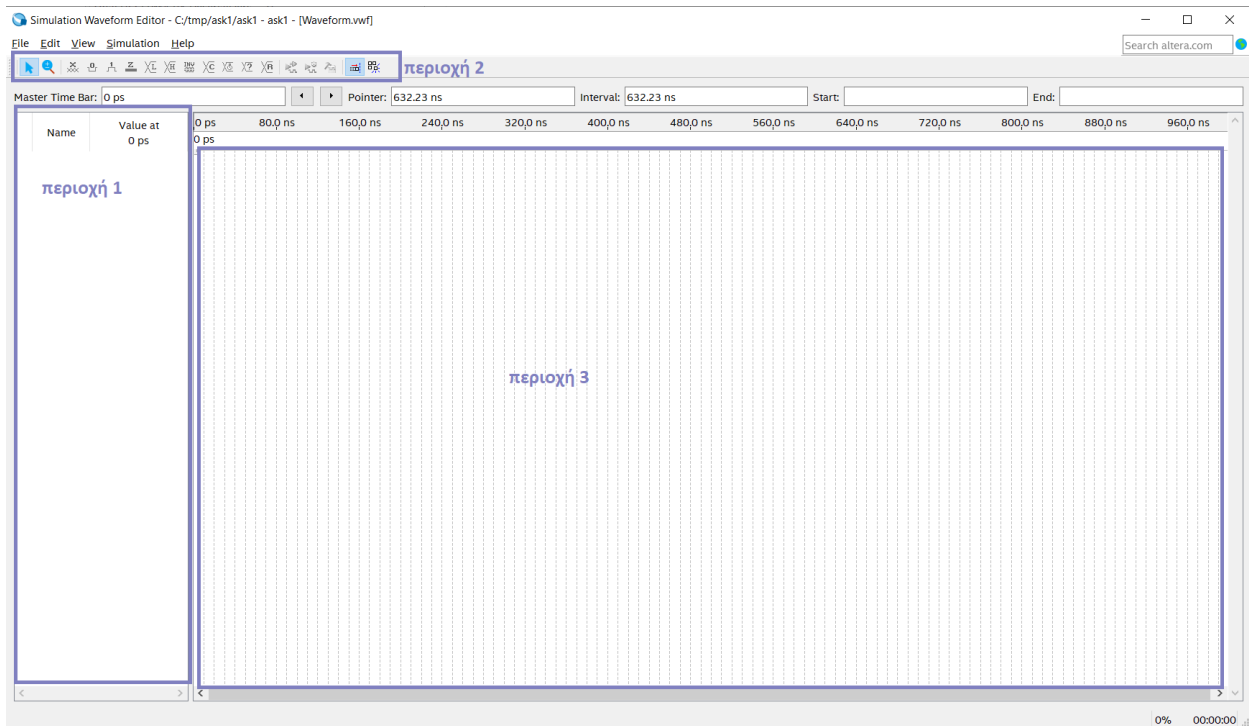 Simulation Waveform Editor - C:/tmp/ask1/ask1 - ask1 - [Waveform.vwf]
File Edit View Simulation Help
Search altera.com
περιοχή 2
Master Time Bar: 0 ps
Pointer: 632.23 ns
Interval: 632.23 ns
Start:
End:
Name
Value at
0 ps
0 ps 80,0 ns 160,0 ns 240,0 ns 320,0 ns 400,0 ns 480,0 ns 560,0 ns 640,0 ns 720,0 ns 800,0 ns 880,0 ns 960,0 ns
0 ps
περιοχή 1
περιοχή 3
0% 00:00:00